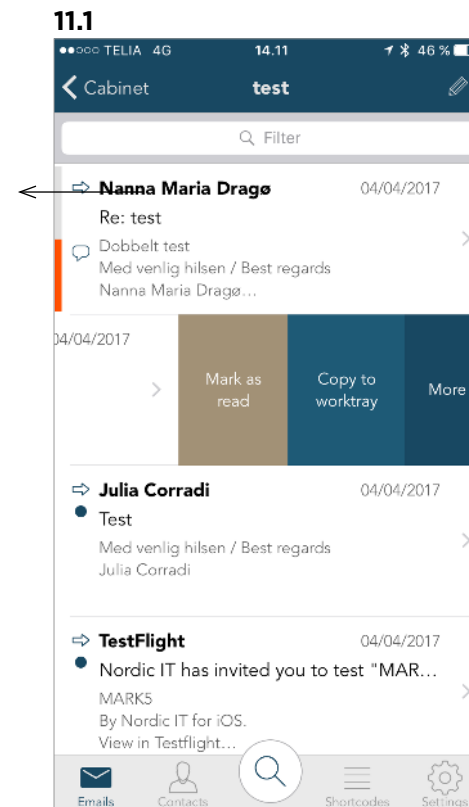 11.1
TELIA 4G 14.11 46 %
Cabinet test
Filter
Nanna Maria Dragø 04/04/2017
Re: test
Dobbelt test
Med venlig hilsen / Best regards
Nanna Maria Dragø...
04/04/2017
Mark as
read
Copy to
worktray
More
Julia Corradi 04/04/2017
Test
Med venlig hilsen / Best regards
Julia Corradi
TestFlight 04/04/2017
Nordic IT has invited you to test "MAR...
MARK5
By Nordic IT for iOS.
View in Testflight...
Emails Contacts Shortcodes Settings